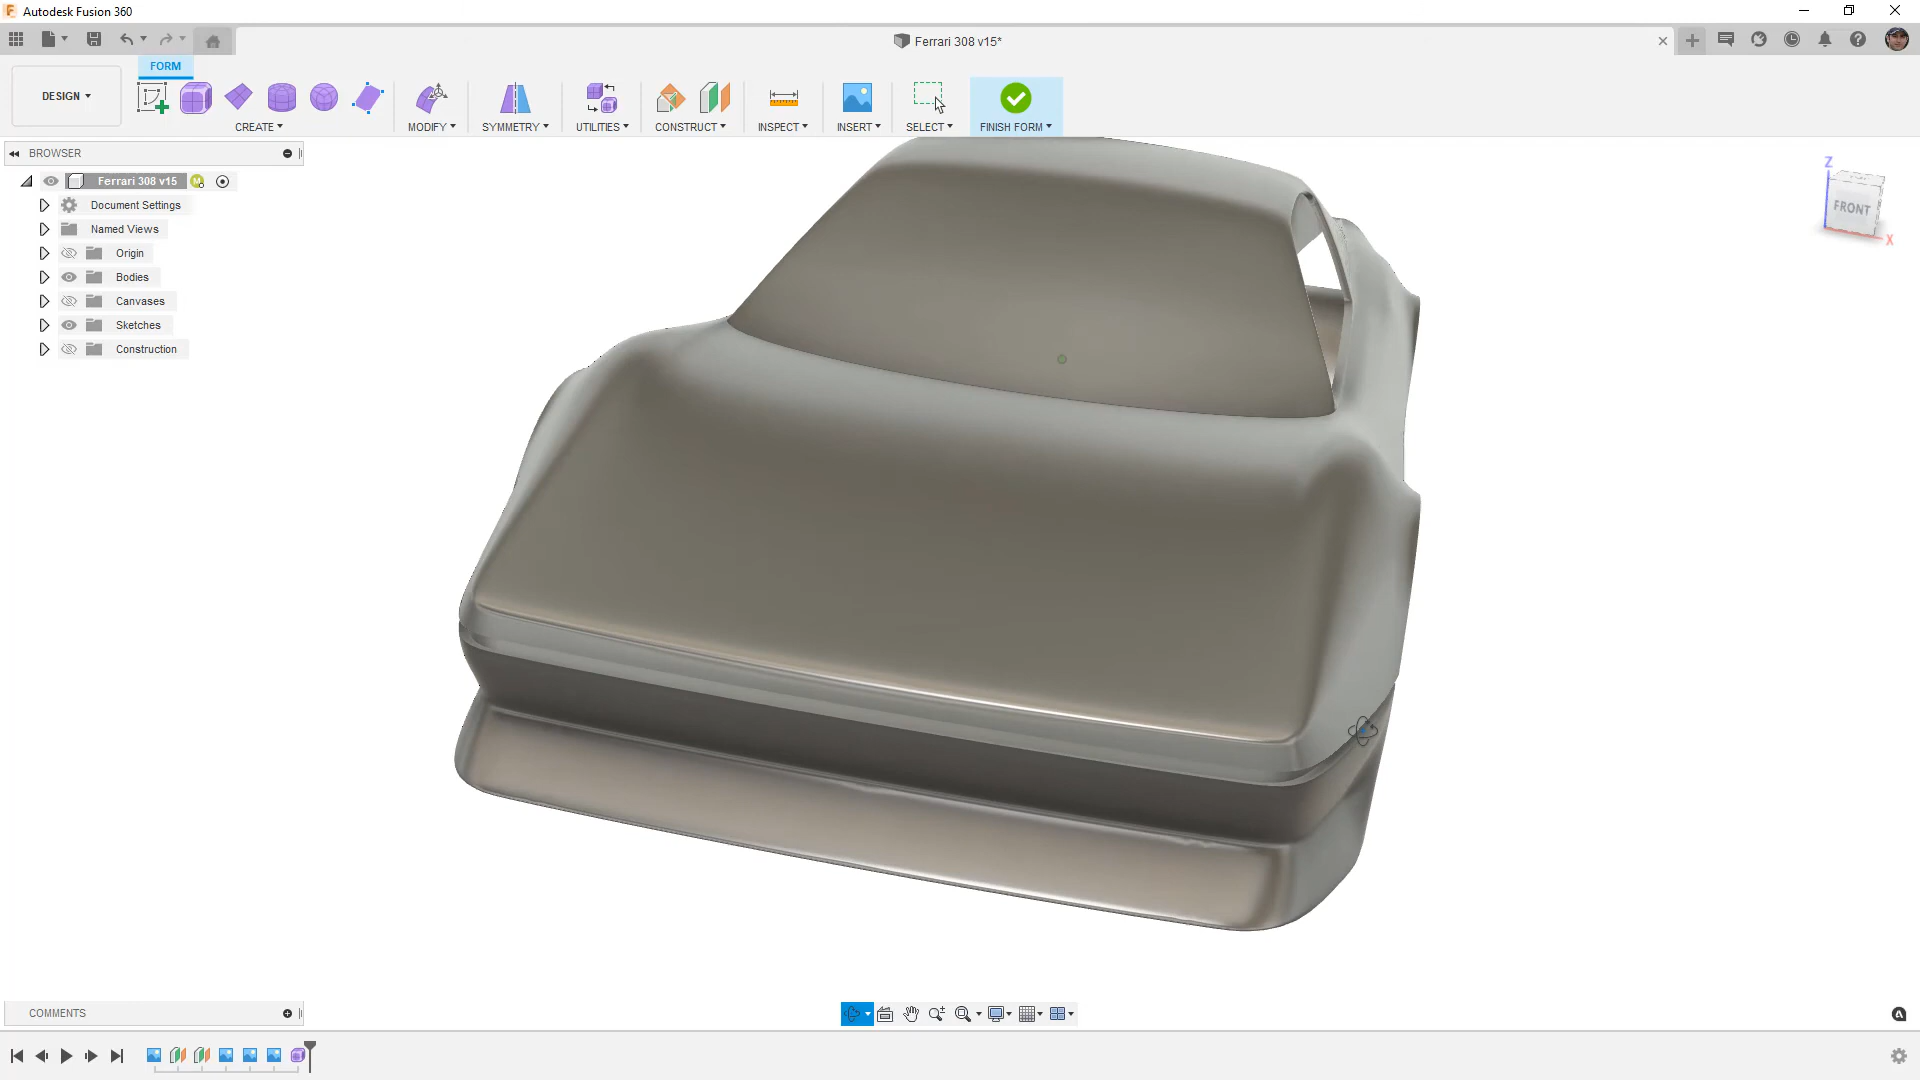 Autodesk Fusion 360
Ferrari 308 v15*
FORM
DESIGN
CREATE
MODIFY
SYMMETRY
UTILITIES
CONSTRUCT
INSPECT
INSERT
SELECT
FINISH FORM
BROWSER
Ferrari 308 v15
Document Settings
Named Views
Origin
Bodies
Canvases
Sketches
Construction
Z
FRONT
X
COMMENTS